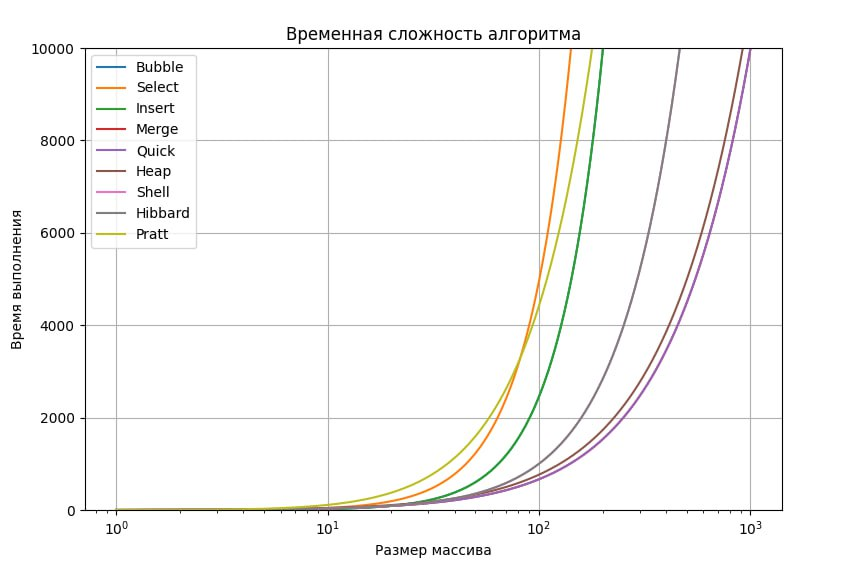 Временная сложность алгоритма
10000
8000
6000
4000
2000
0
Время выполнения
Bubble
Select
Insert
Merge
Quick
Heap
Shell
Hibbard
Pratt
10⁰
10¹
10²
10³
Размер массива